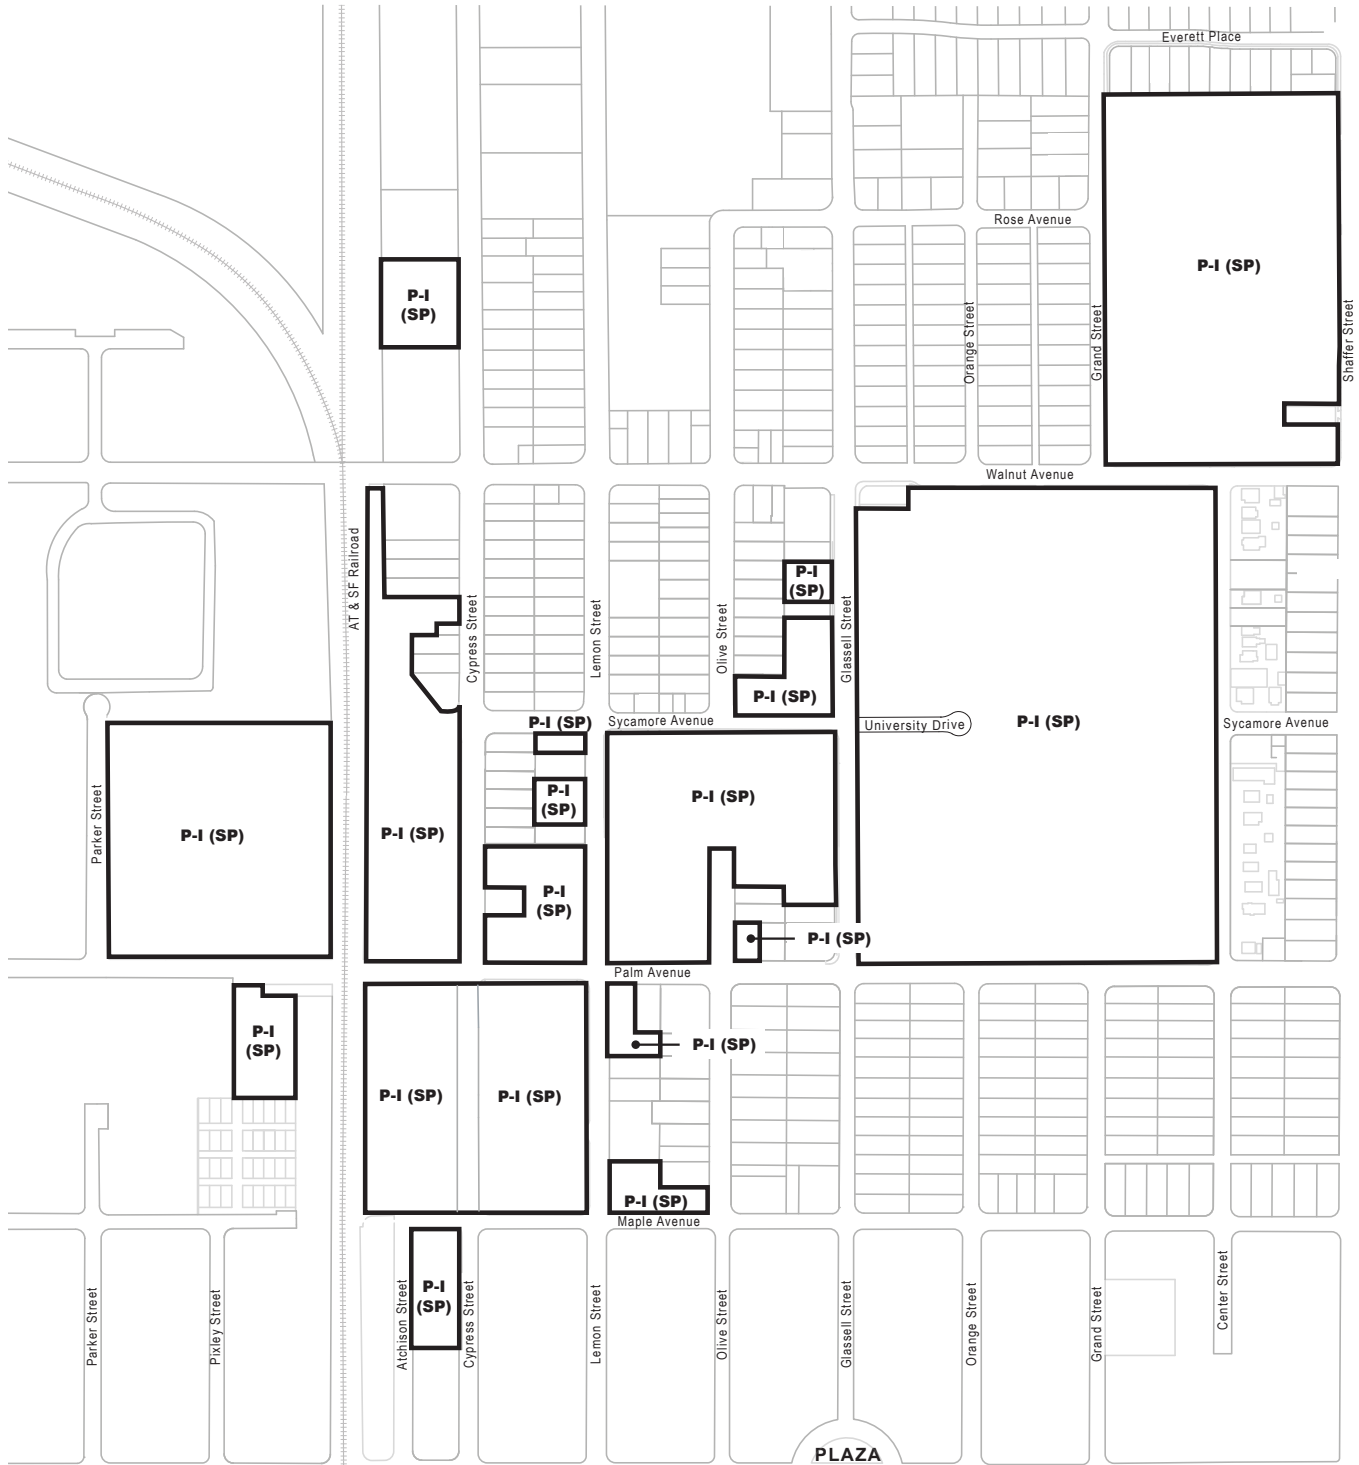 Everett Place
Rose Avenue
P-I (SP)
P-I
(SP)
Orange Street
Grand Street
Shaffer Street
Walnut Avenue
AT & SF Railroad
P-I
(SP)
Cypress Street
Lemon Street
Olive Street
Glassell Street
P-I (SP)
P-I (SP)
Sycamore Avenue
University Drive
P-I (SP)
Sycamore Avenue
P-I
(SP)
P-I (SP)
Parker Street
P-I (SP)
P-I (SP)
P-I
(SP)
P-I (SP)
Palm Avenue
P-I
(SP)
P-I (SP)
P-I (SP)
P-I (SP)
P-I (SP)
Maple Avenue
Parker Street
Pixley Street
Atchison Street
P-I
(SP)
Cypress Street
Lemon Street
Olive Street
Glassell Street
Orange Street
Grand Street
Center Street
PLAZA